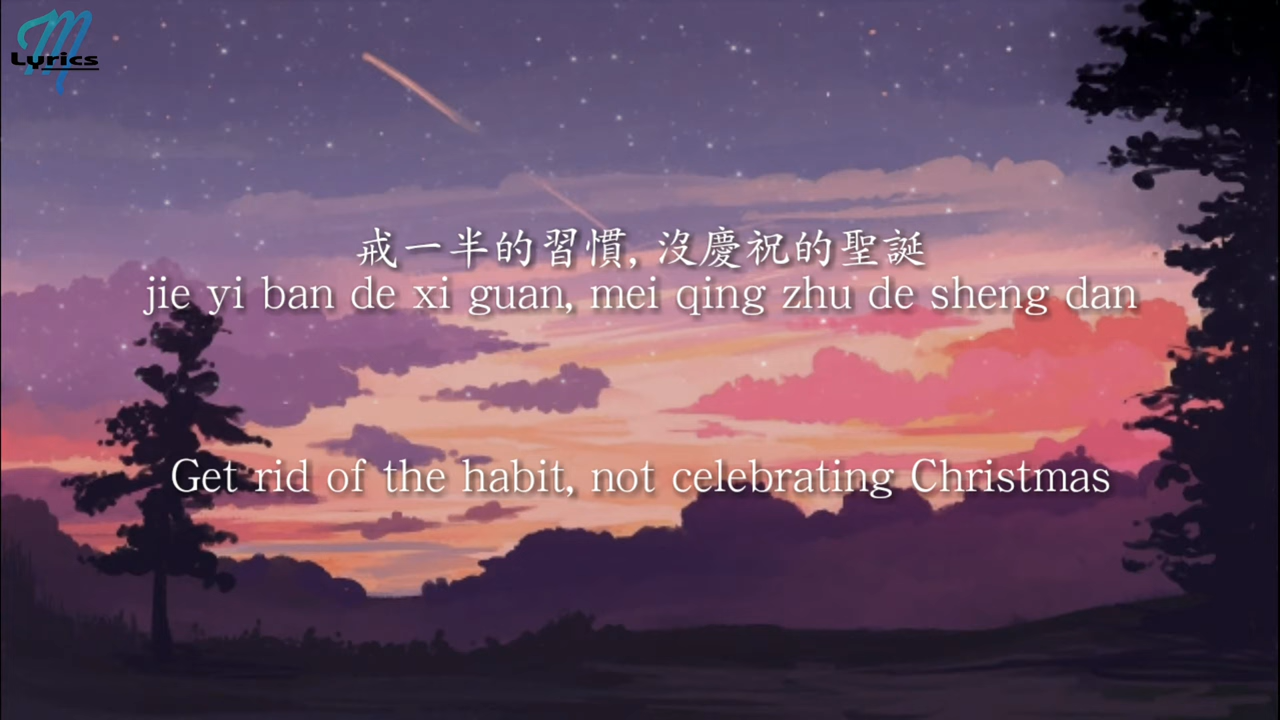 M
Lyrics
戒一半的習慣, 沒慶祝的聖誕
jie yi ban de xi guan, mei qing zhu de sheng dan
Get rid of the habit, not celebrating Christmas